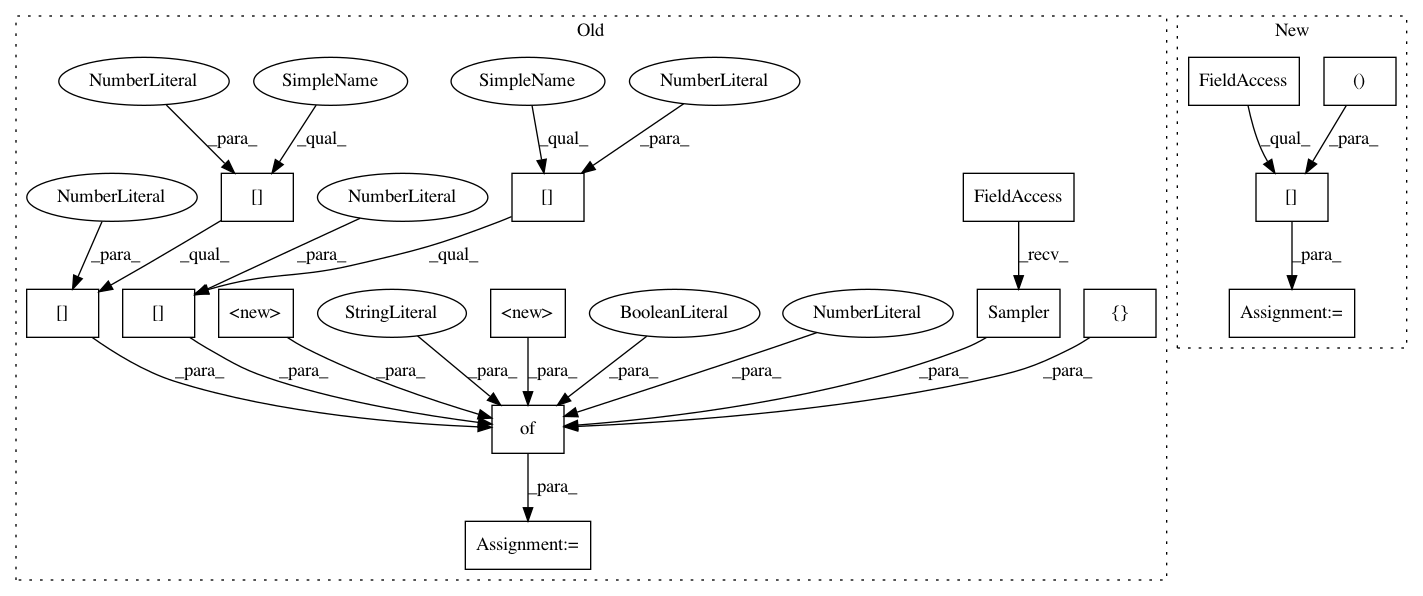 Old
New
NumberLiteral
SimpleName
SimpleName
NumberLiteral
FieldAccess
()
_para_
_qual_
_qual_
_para_
_qual_
_para_
NumberLiteral
[]
NumberLiteral
[]
FieldAccess
[]
_para_
_qual_
_para_
_qual_
_recv_
_para_
[]
[]
<new>
StringLiteral
<new>
BooleanLiteral
NumberLiteral
Sampler
{}
Assignment:=
_para_
_para_
_para_
_para_
_para_
_para_
_para_
_para_
_para_
of
_para_
Assignment:=